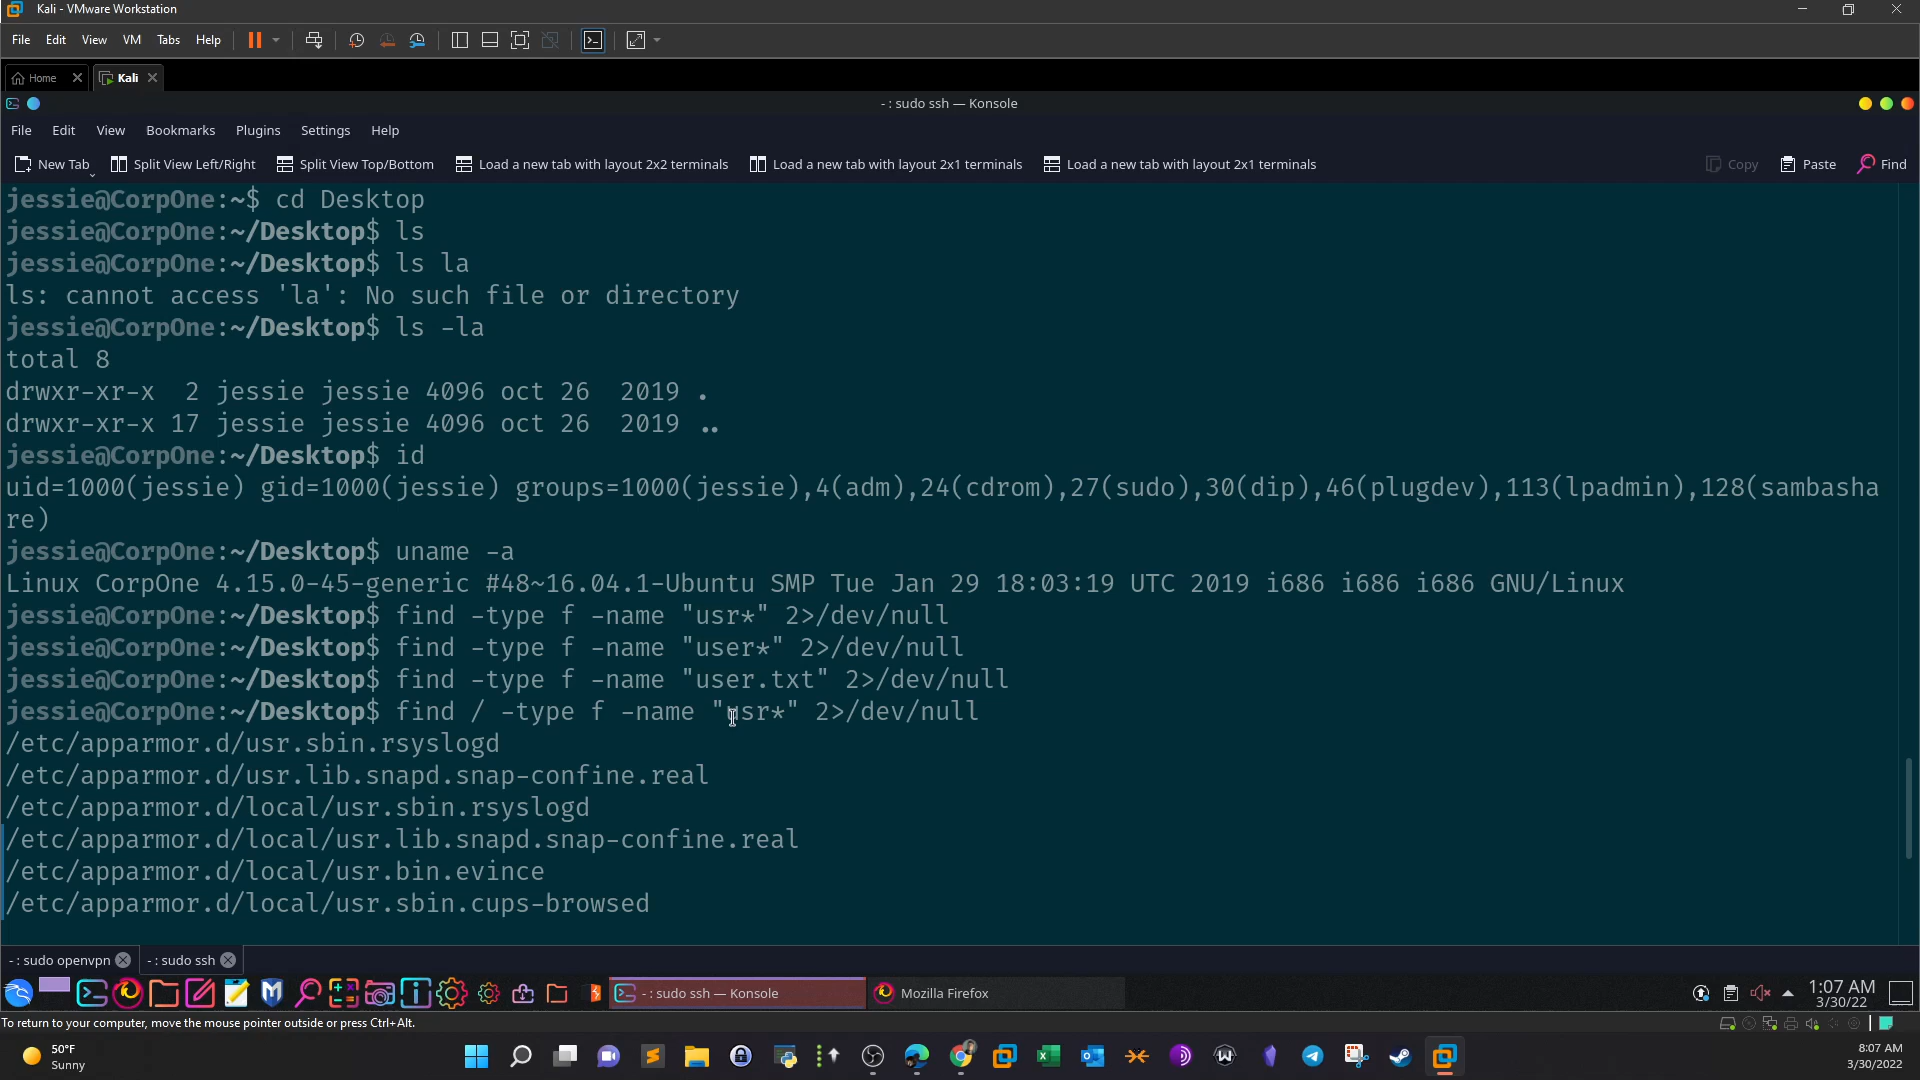 Kali - VMware Workstation
File Edit View VM Tabs Help
Home Kali
- : sudo ssh — Konsole
File Edit View Bookmarks Plugins Settings Help
New Tab Split View Left/Right Split View Top/Bottom Load a new tab with layout 2x2 terminals Load a new tab with layout 2x1 terminals Load a new tab with layout 2x1 terminals Copy Paste Find
jessie@CorpOne:~$ cd Desktop
jessie@CorpOne:~/Desktop$ ls
jessie@CorpOne:~/Desktop$ ls la
ls: cannot access 'la': No such file or directory
jessie@CorpOne:~/Desktop$ ls -la
total 8
drwxr-xr-x  2 jessie jessie 4096 oct 26  2019 .
drwxr-xr-x 17 jessie jessie 4096 oct 26  2019 ..
jessie@CorpOne:~/Desktop$ id
uid=1000(jessie) gid=1000(jessie) groups=1000(jessie),4(adm),24(cdrom),27(sudo),30(dip),46(plugdev),113(lpadmin),128(sambasha
re)
jessie@CorpOne:~/Desktop$ uname -a
Linux CorpOne 4.15.0-45-generic #48~16.04.1-Ubuntu SMP Tue Jan 29 18:03:19 UTC 2019 i686 i686 i686 GNU/Linux
jessie@CorpOne:~/Desktop$ find -type f -name "usr*" 2>/dev/null
jessie@CorpOne:~/Desktop$ find -type f -name "user*" 2>/dev/null
jessie@CorpOne:~/Desktop$ find -type f -name "user.txt" 2>/dev/null
jessie@CorpOne:~/Desktop$ find / -type f -name "usr*" 2>/dev/null
/etc/apparmor.d/usr.sbin.rsyslogd
/etc/apparmor.d/usr.lib.snapd.snap-confine.real
/etc/apparmor.d/local/usr.sbin.rsyslogd
/etc/apparmor.d/local/usr.lib.snapd.snap-confine.real
/etc/apparmor.d/local/usr.bin.evince
/etc/apparmor.d/local/usr.sbin.cups-browsed
- : sudo openvpn - : sudo ssh
- : sudo ssh — Konsole Mozilla Firefox 1:07 AM
3/30/22
To return to your computer, move the mouse pointer outside or press Ctrl+Alt.
50°F
Sunny
8:07 AM
3/30/2022